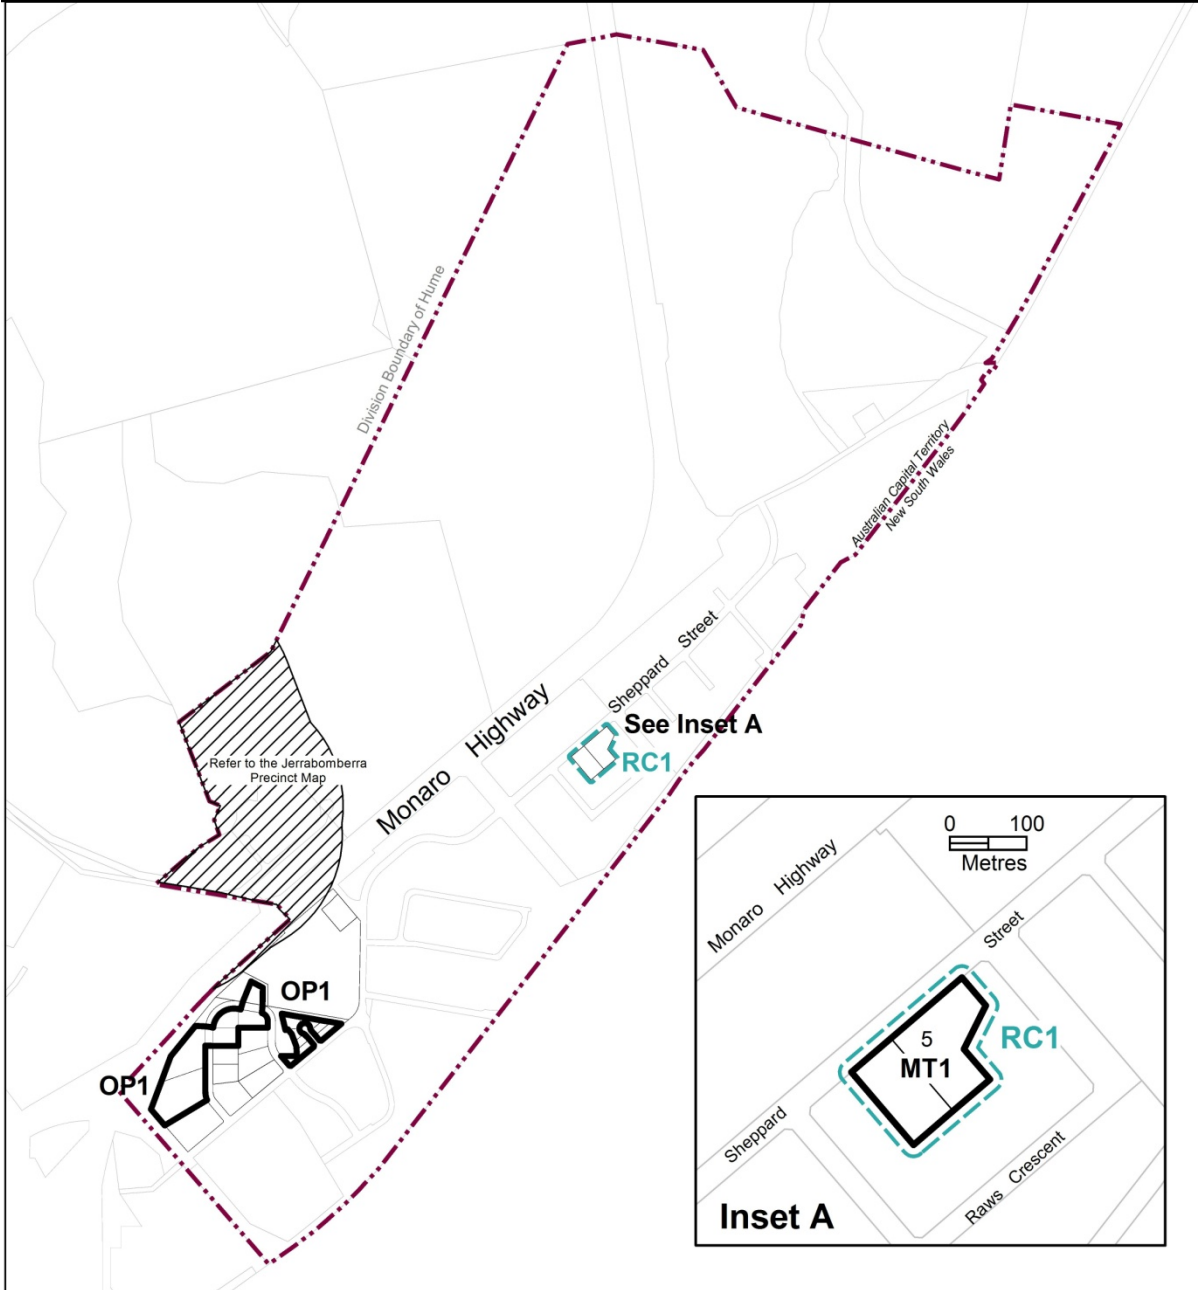 Division Boundary of Hume
Australian Capital Territory
New South Wales
Sheppard Street
Monaro Highway
See Inset A
RC1
Refer to the Jerrabomberra
Precinct Map
OP1
OP1
0 100
Metres
Monaro Highway
Street
5
MT1
RC1
Sheppard
Raws Crescent
Inset A